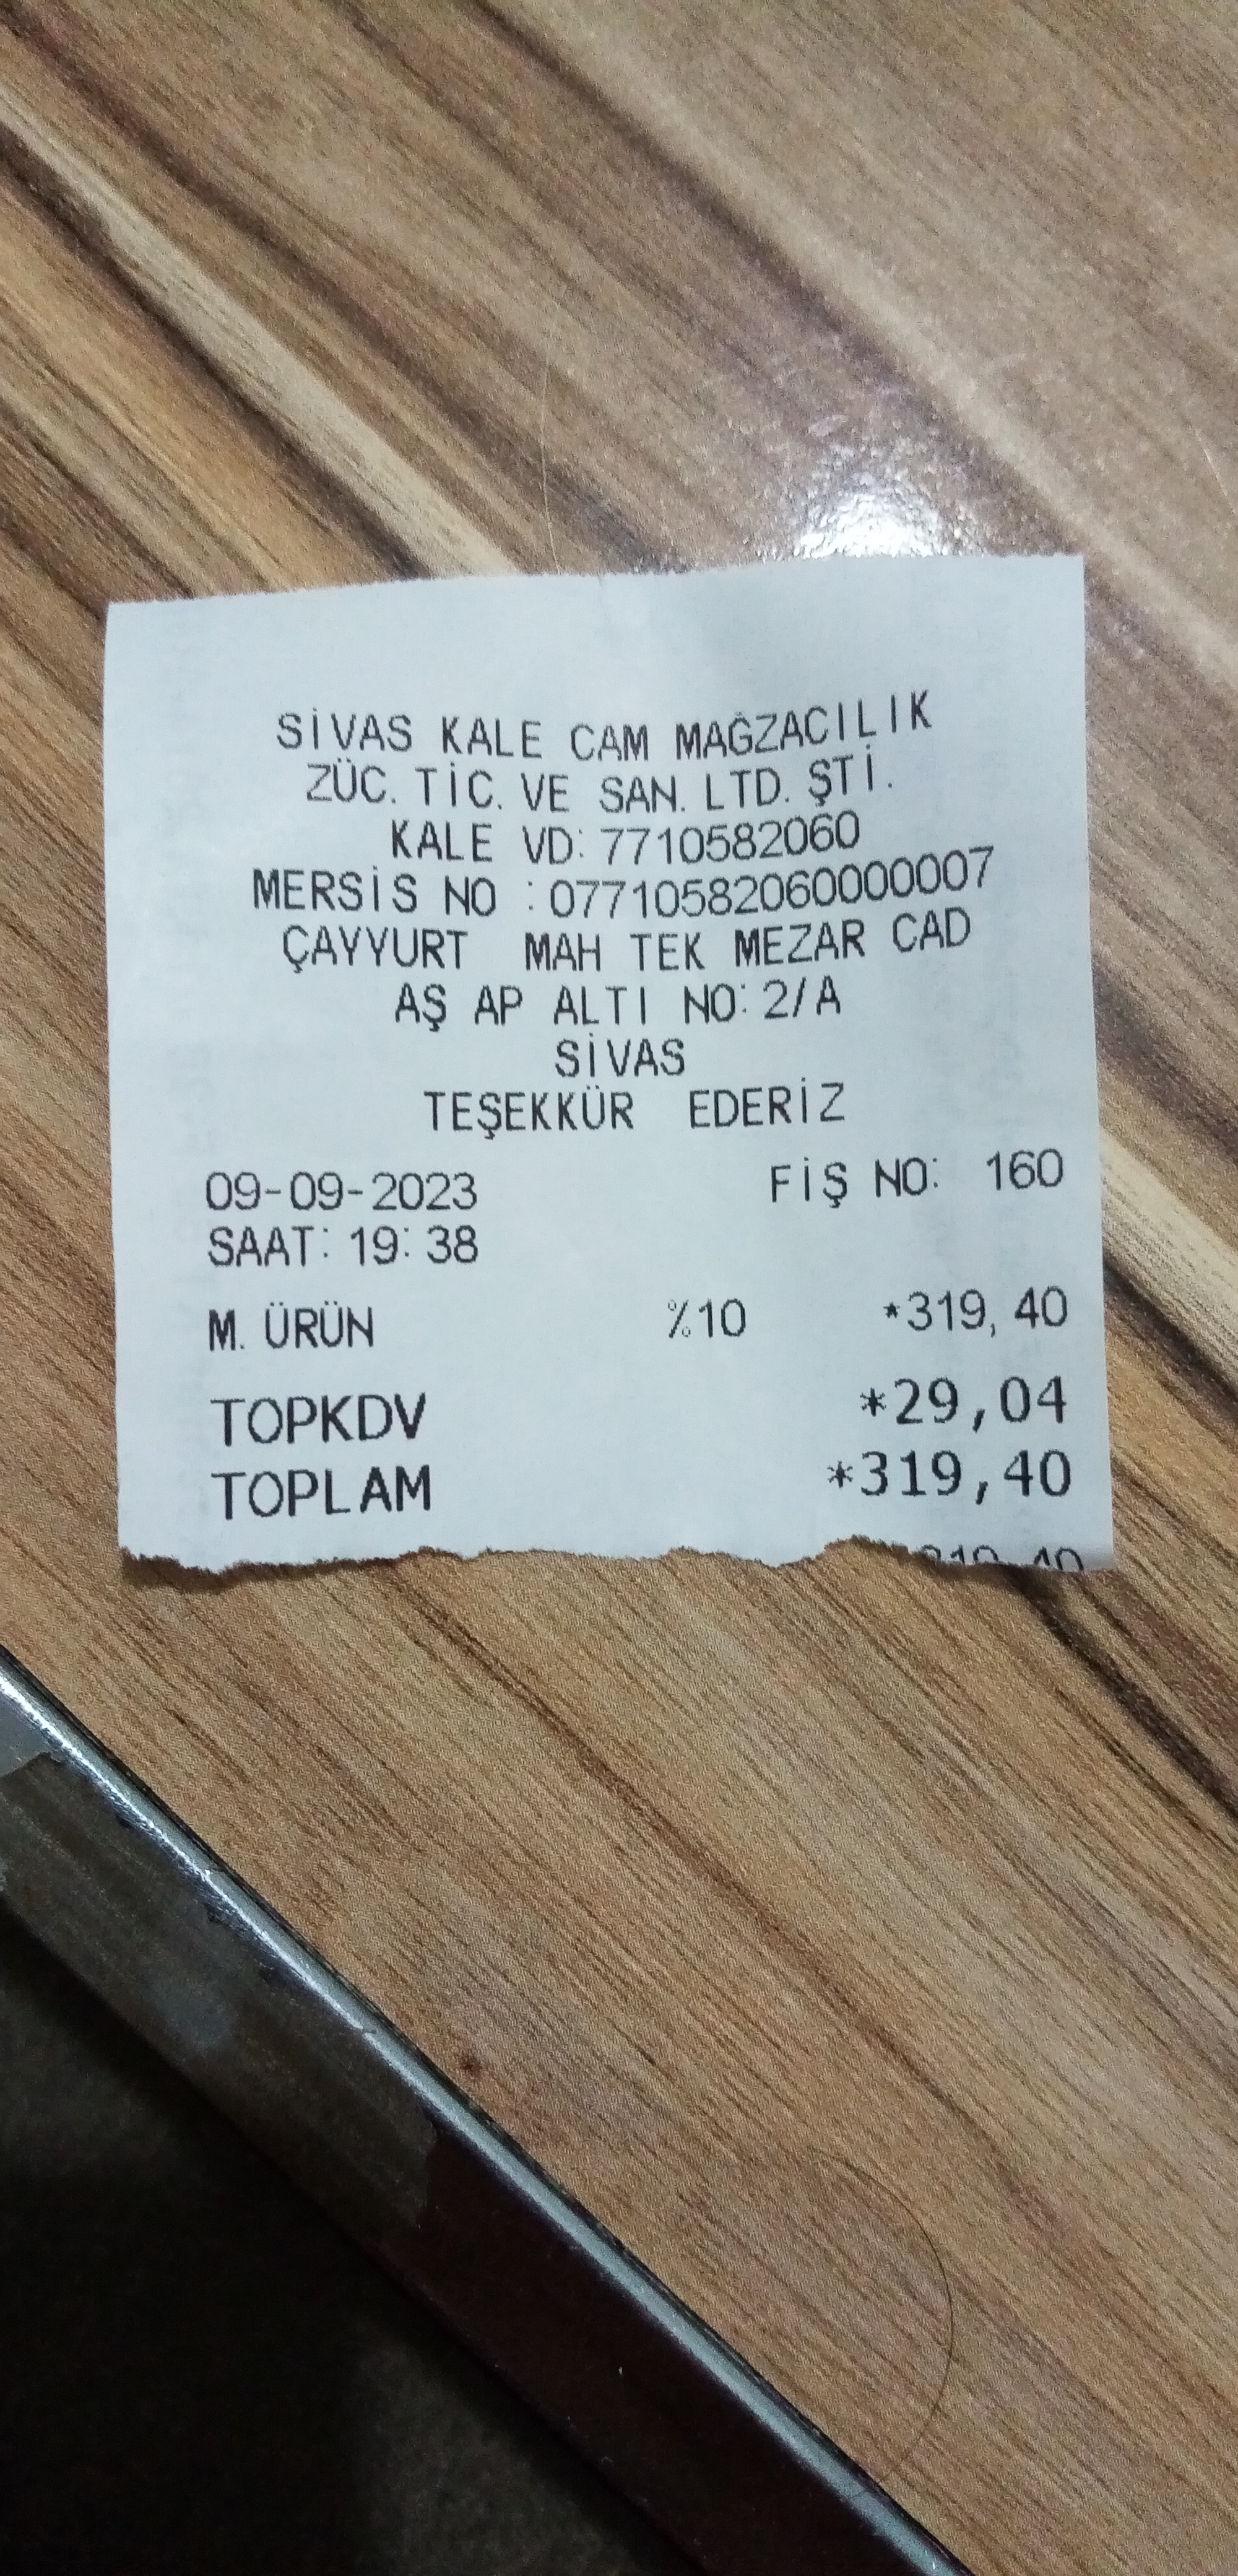 SİVAS KALE CAM MAĞZACILIK
ZÜC. TİC. VE SAN. LTD. ŞTİ.
KALE VD: 7710582060
MERSİS NO : 0771058206000007
ÇAYYURT MAH TEK MEZAR CAD
AŞ AP ALTI NO: 2/A
SİVAS
TEŞEKKÜR EDERİZ
09-09-2023 FİŞ NO: 160
SAAT: 19:38
M. ÜRÜN %10 *319,40
TOPKDV *29,04
TOPLAM *319,40